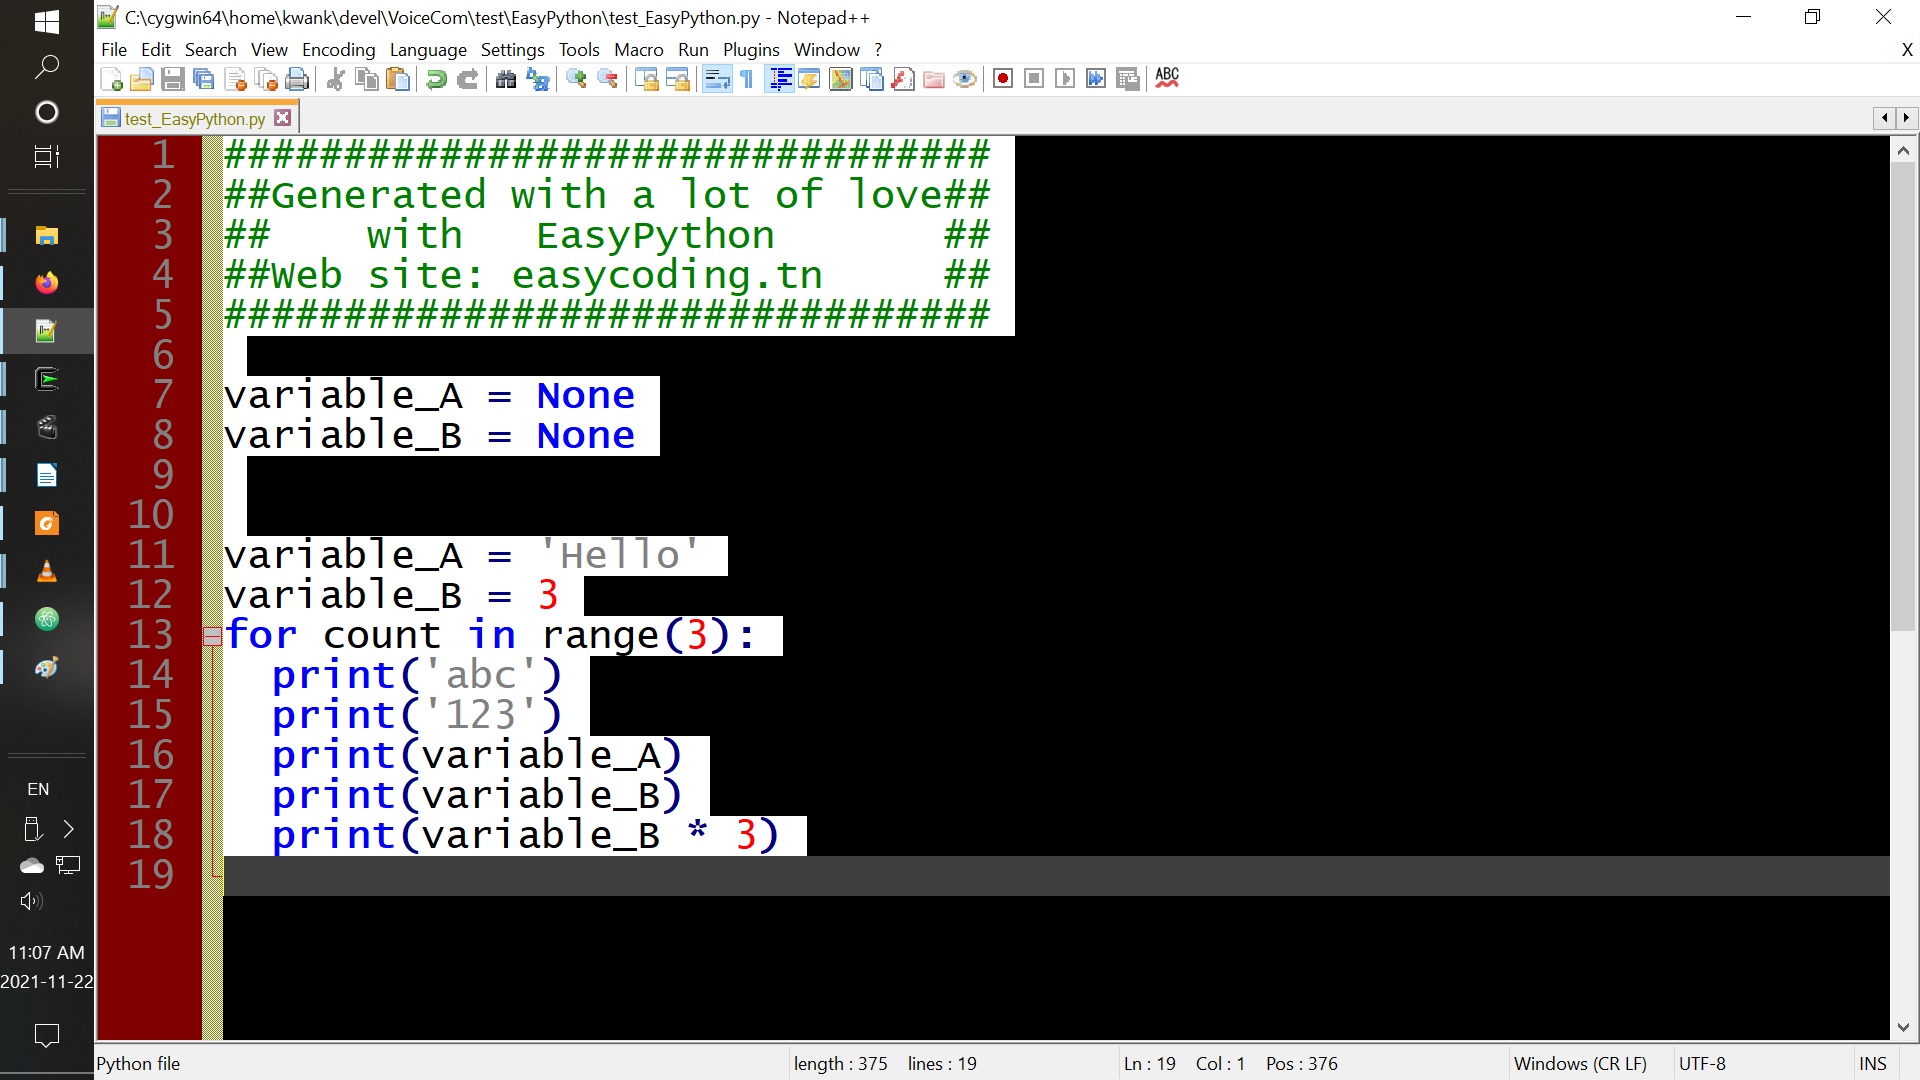 C:\cygwin64\home\kwank\devel\VoiceCom\test\EasyPython\test_EasyPython.py - Notepad++
File Edit Search View Encoding Language Settings Tools Macro Run Plugins Window ? X
ABC
test_EasyPython.py
1 ################################
2 ##Generated with a lot of love##
3 ##    with   EasyPython       ##
4 ##Web site: easycoding.tn     ##
5 ################################
6
7 variable_A = None
8 variable_B = None
9
10
11 variable_A = 'Hello'
12 variable_B = 3
13 for count in range(3):
14   print('abc')
15   print('123')
16   print(variable_A)
17   print(variable_B)
18   print(variable_B * 3)
19
EN
11:07 AM
2021-11-22
Python file length : 375 lines : 19 Ln : 19 Col : 1 Pos : 376 Windows (CR LF) UTF-8 INS